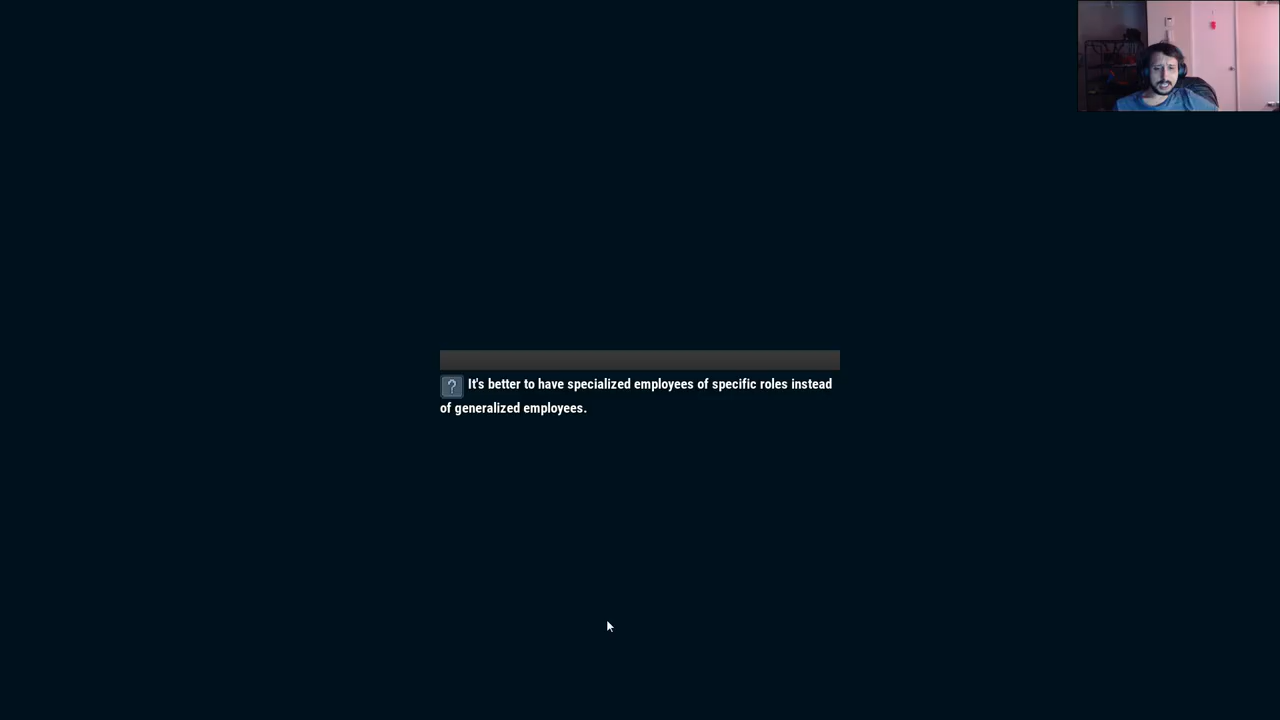 It's better to have specialized employees of specific roles instead
of generalized employees.